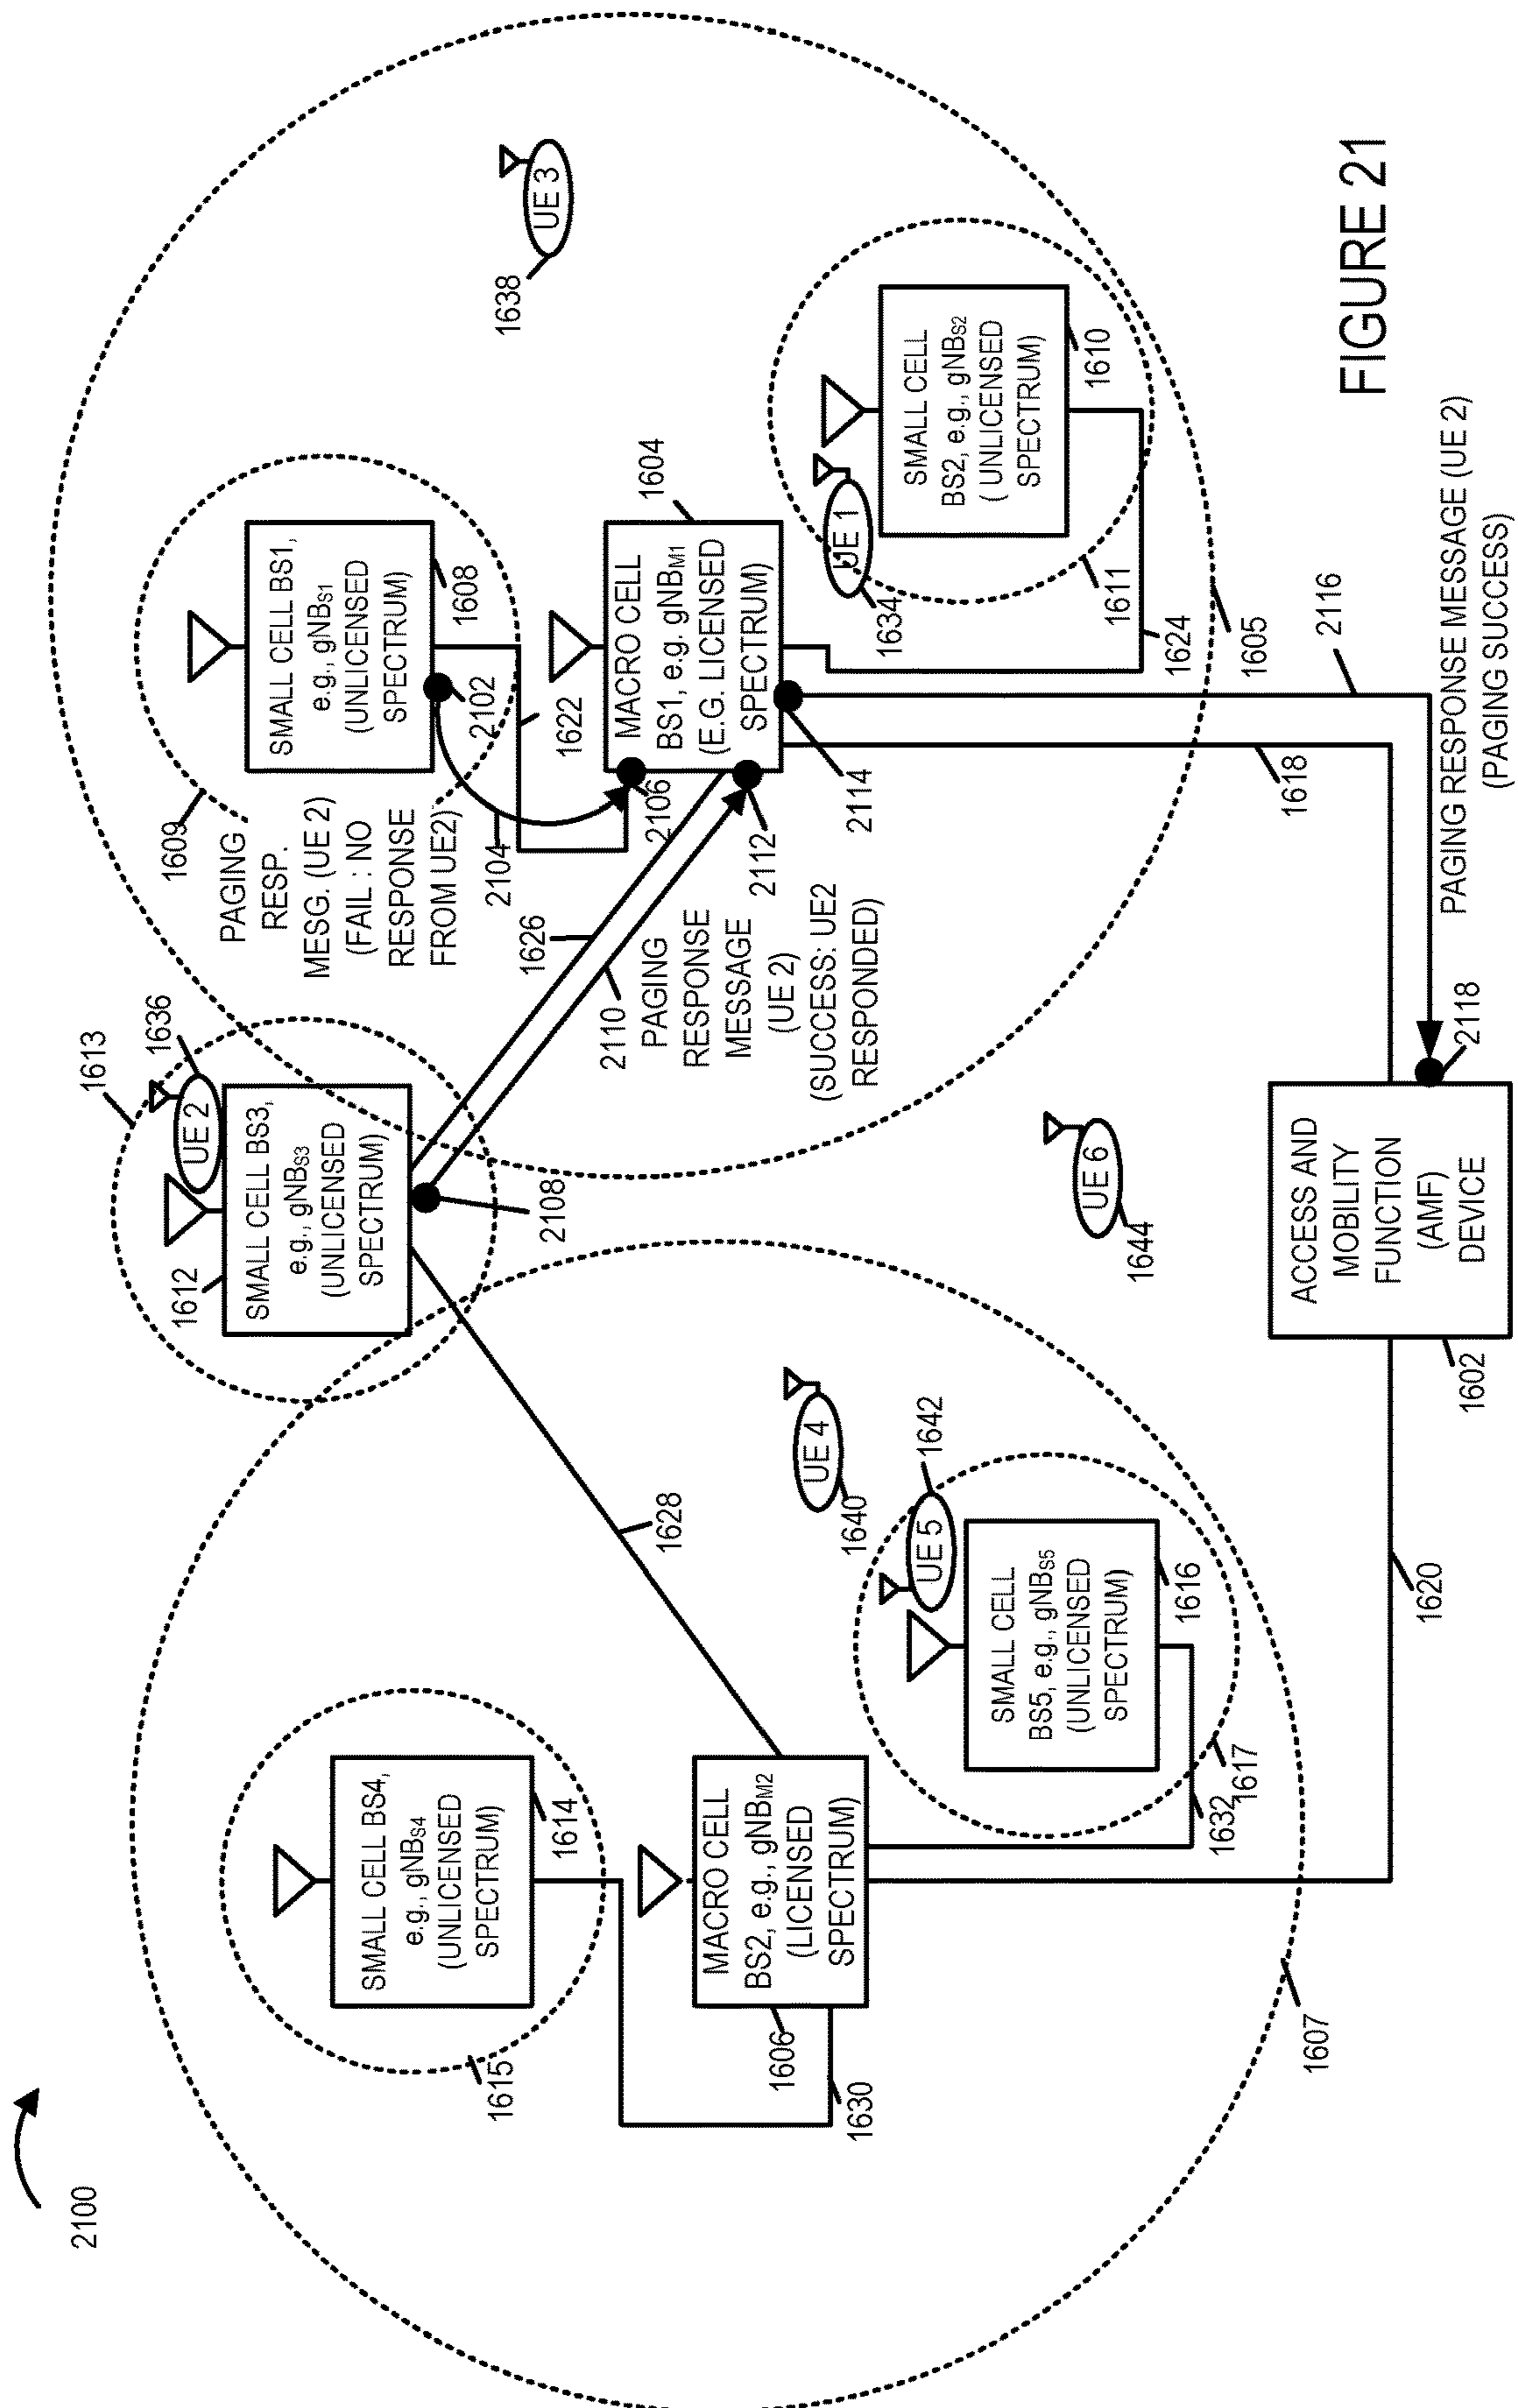 2100
1615
SMALL CELL BS4,
e.g., gNBS4
(UNLICENSED
SPECTRUM)
1614
1606
1630
MACRO CELL
BS2, e.g., gNBM2
(LICENSED
SPECTRUM)
1607
1628
SMALL CELL
BS5, e.g., gNBS5
(UNLICENSED
SPECTRUM)
1616
1632
1617
UE 5
1642
UE 4
1640
1620
1613
1636
UE 2
1612
SMALL CELL BS3,
e.g., gNBS3
(UNLICENSED
SPECTRUM)
2108
UE 6
1644
ACCESS AND
MOBILITY
FUNCTION
(AMF)
DEVICE
1602
2118
1609
PAGING
RESP.
MESG. (UE 2)
(FAIL : NO
RESPONSE
FROM UE2)
2104
1626
2110
PAGING
RESPONSE
MESSAGE
(UE 2)
(SUCCESS: UE2
RESPONDED)
SMALL CELL BS1,
e.g., gNBS1
(UNLICENSED
SPECTRUM)
1608
2102
1622
2106
2112
2114
1604
MACRO CELL
BS1, e.g. gNBM1
(E.G. LICENSED
SPECTRUM)
1618
UE 3
1638
UE 1
1634
SMALL CELL
BS2, e.g., gNBS2
( UNLICENSED
SPECTRUM)
1610
1611
1624
1605
2116
PAGING RESPONSE MESSAGE (UE 2)
(PAGING SUCCESS)
FIGURE 21